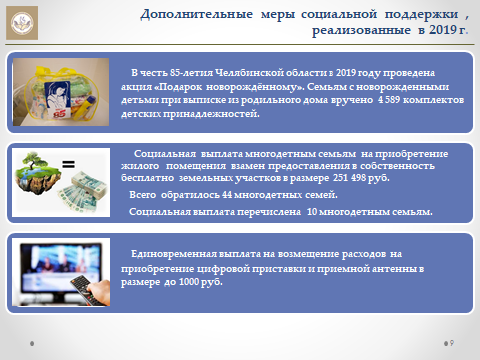 Дополнительные меры социальной поддержки ,
реализованные в 2019 г.
В честь 85-летия Челябинской области в 2019 году проведена
акция «Подарок новорождённому». Семьям с новорожденными
детьми при выписке из родильного дома вручено 4 589 комплектов
детских принадлежностей.
85
Социальная выплата многодетным семьям на приобретение
жилого помещения взамен предоставления в собственность
бесплатно земельных участков в размере 251 498 руб.
Всего обратилось 44 многодетных семей.
Социальная выплата перечислена 10 многодетным семьям.
=
Единовременная выплата на возмещение расходов на
приобретение цифровой приставки и приемной антенны в
размере до 1000 руб.
9